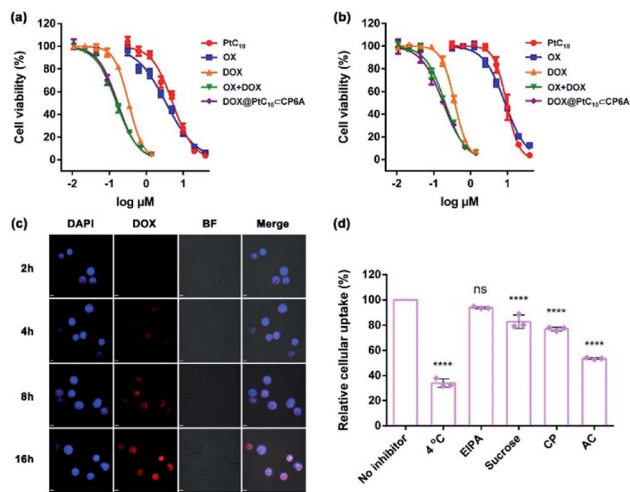 (a)
Cell viability (%)
120
100
80
60
40
20
0
-2
-1
0
1
log μM
PtC₁₀
OX
DOX
OX+DOX
DOX@PtC₁₀⊂CP6A
(b)
Cell viability (%)
120
100
80
60
40
20
0
-2
-1
0
1
log μM
PtC₁₀
OX
DOX
OX+DOX
DOX@PtC₁₀⊂CP6A
(c)
DAPI DOX BF Merge
2h
4h
8h
16h
(d)
Relative cellular uptake (%)
120
100
80
60
40
20
0
**** ns **** **** ****
No inhibitor
4 °C
EIPA
Sucrose
CP
AC